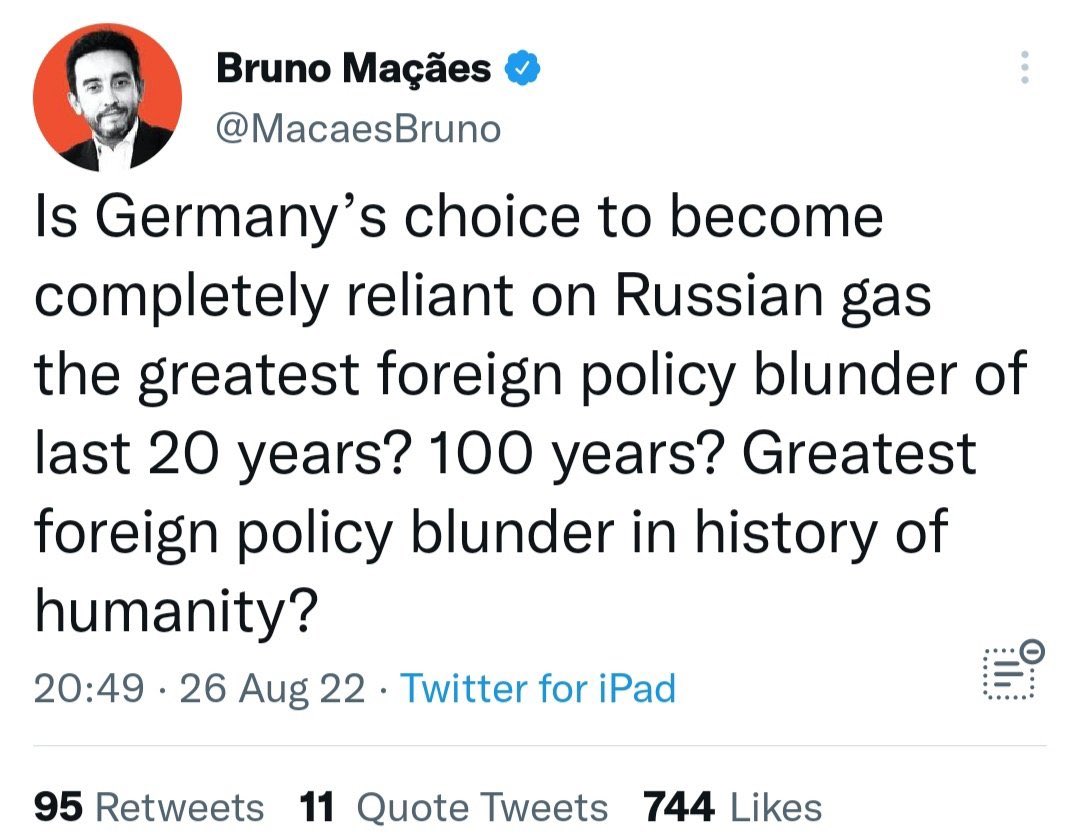 Bruno Maçães
@MacaesBruno
Is Germany’s choice to become
completely reliant on Russian gas
the greatest foreign policy blunder of
last 20 years? 100 years? Greatest
foreign policy blunder in history of
humanity?
20:49 · 26 Aug 22 · Twitter for iPad
95 Retweets 11 Quote Tweets 744 Likes